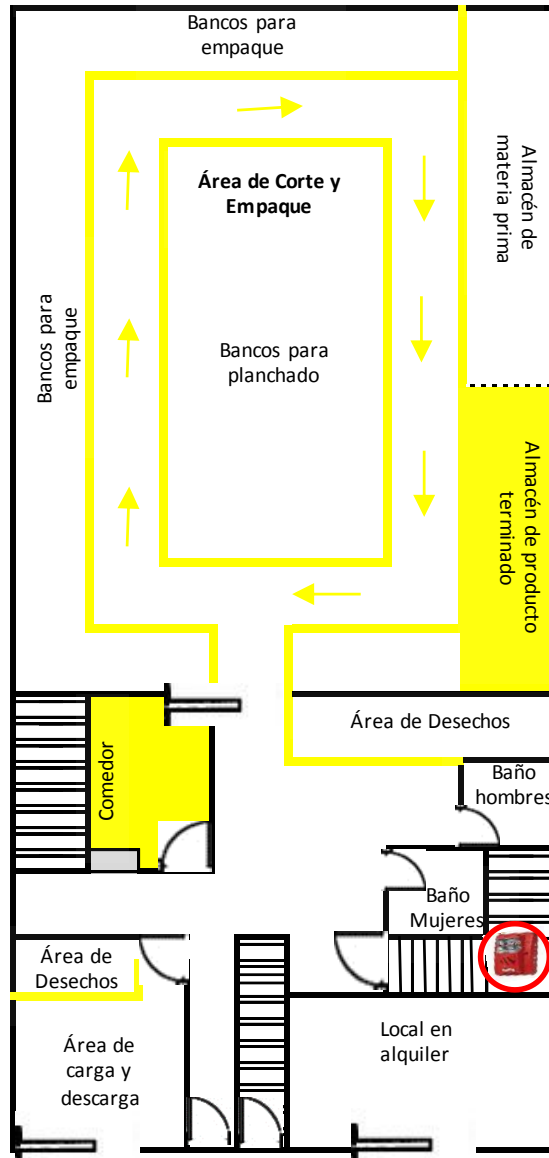 Bancos para
empaque
Almacén de
materia prima
Área de Corte y
Empaque
Bancos para
empaque
Bancos para
planchado
Almacén de producto
terminado
Área de Desechos
Comedor
Baño
hombres
Baño
Mujeres
Área de
Desechos
Área de
carga y
descarga
Local en
alquiler